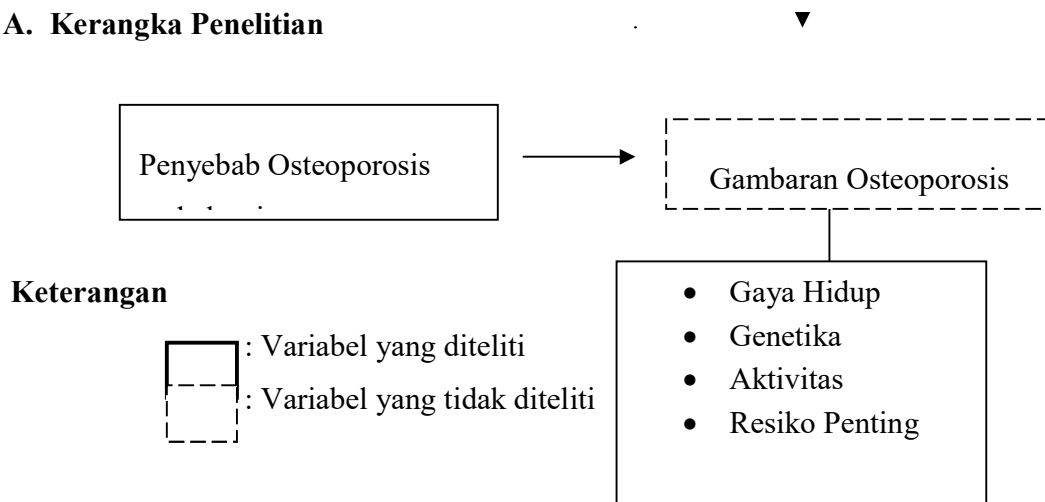 A. Kerangka Penelitian
Penyebab Osteoporosis
Gambaran Osteoporosis
Keterangan
: Variabel yang diteliti
: Variabel yang tidak diteliti
• Gaya Hidup
• Genetika
• Aktivitas
• Resiko Penting